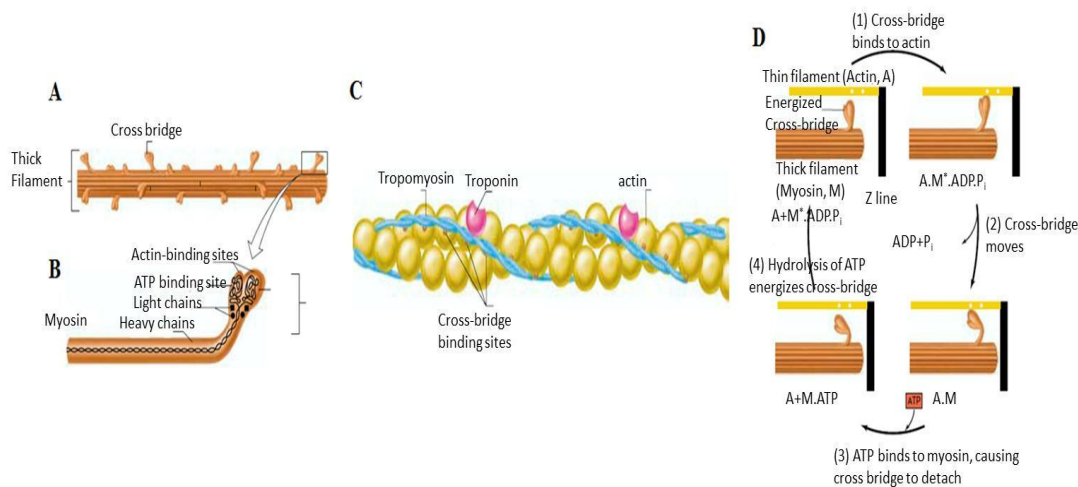 A
Cross bridge
Thick
Filament
B
Actin-binding sites
ATP binding site
Light chains
Heavy chains
Myosin
C
Tropomyosin
Troponin
actin
Cross-bridge
binding sites
D
(1) Cross-bridge
binds to actin
Thin filament (Actin, A)
Energized
Cross-bridge
Thick filament
(Myosin, M)
A+M*.ADP.Pi
Z line
A.M*.ADP.Pi
ADP+Pi
(2) Cross-bridge
moves
(4) Hydrolysis of ATP
energizes cross-bridge
A+M.ATP
ATP
A.M
(3) ATP binds to myosin, causing
cross bridge to detach